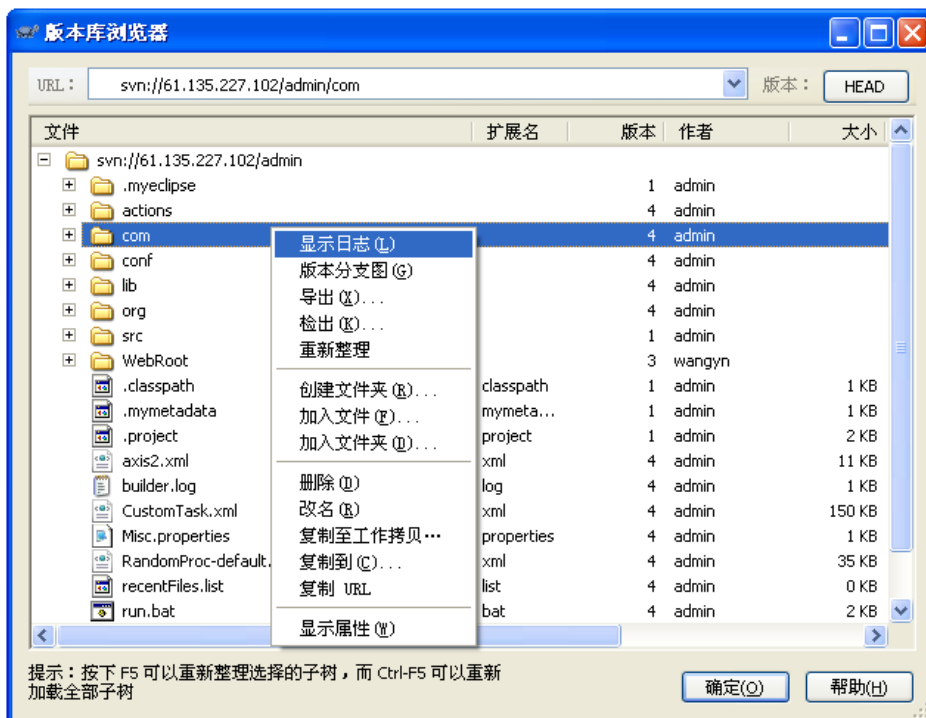 版本库浏览器
URL： svn://61.135.227.102/admin/com 版本： HEAD
文件 扩展名 版本 作者 大小
svn://61.135.227.102/admin
.myeclipse 1 admin
actions 4 admin
com 4 admin
conf 4 admin
lib 4 admin
org 4 admin
src 1 admin
WebRoot 3 wangyn
.classpath classpath 1 admin 1 KB
.mymetadata mymeta... 1 admin 1 KB
.project project 1 admin 2 KB
axis2.xml xml 4 admin 11 KB
builder.log log 4 admin 1 KB
CustomTask.xml xml 4 admin 150 KB
Misc.properties properties 4 admin 1 KB
RandomProc-default. xml 4 admin 35 KB
recentFiles.list list 4 admin 0 KB
run.bat bat 4 admin 2 KB
显示日志(L)
版本分支图(G)
导出(X)...
检出(K)...
重新整理
创建文件夹(R)...
加入文件(F)...
加入文件夹(D)...
删除(D)
改名(R)
复制至工作拷贝…
复制到(C)...
复制 URL
显示属性(W)
提示：按下 F5 可以重新整理选择的子树，而 Ctrl-F5 可以重新
加载全部子树
确定(O) 帮助(H)